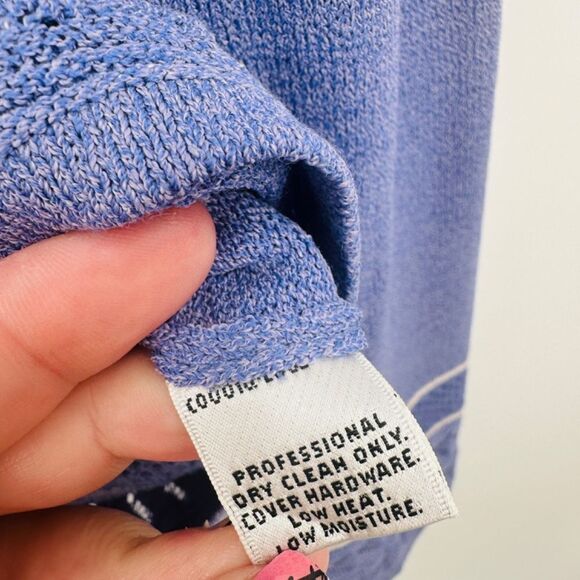 PROFESSIONAL
DRY CLEAN ONLY.
COVER HARDWARE.
LOW HEAT.
LOW MOISTURE.